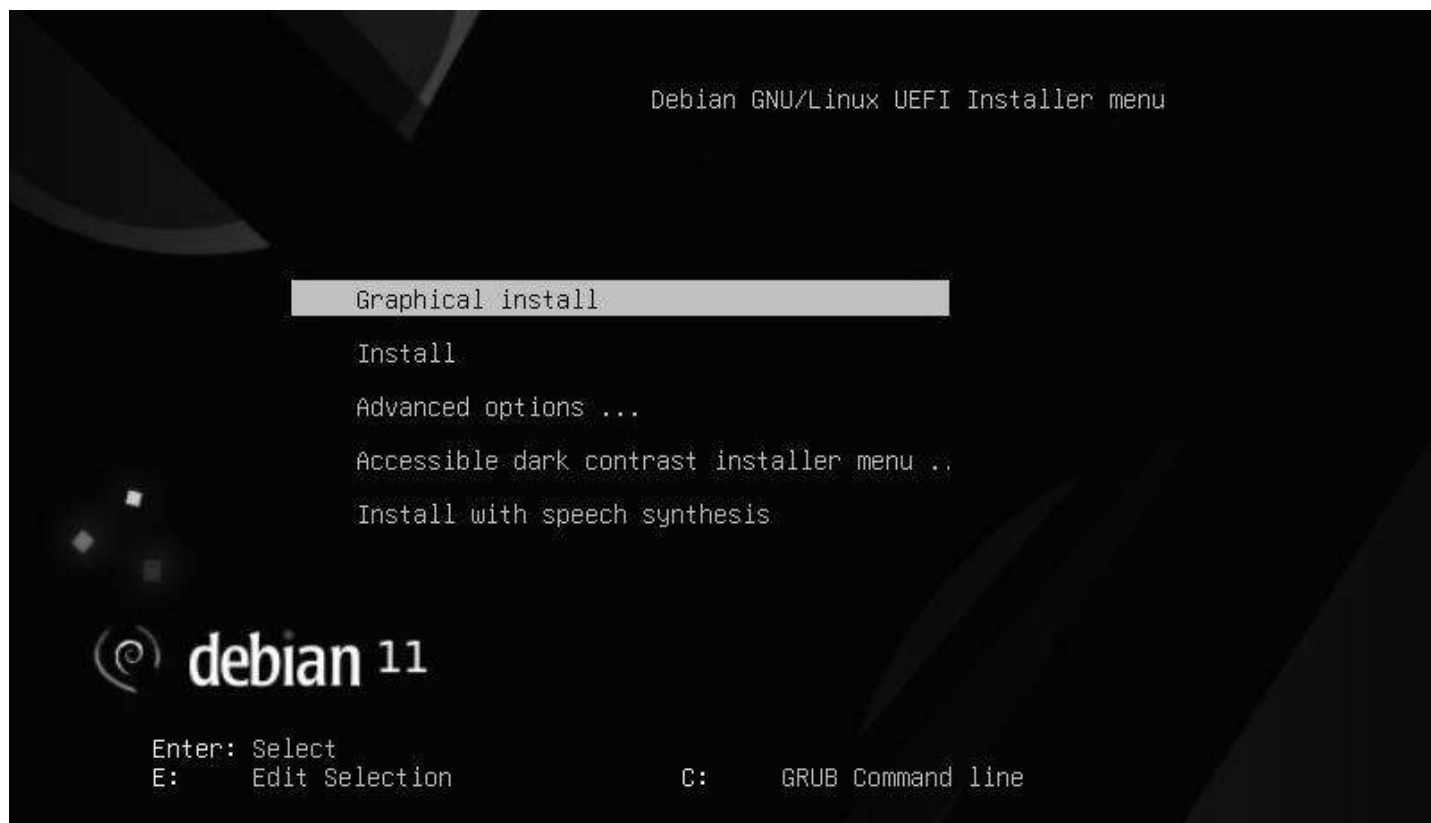 Debian GNU/Linux UEFI Installer menu
Graphical install
Install
Advanced options ...
Accessible dark contrast installer menu ..
Install with speech synthesis
debian 11
Enter: Select
E: Edit Selection C: GRUB Command line